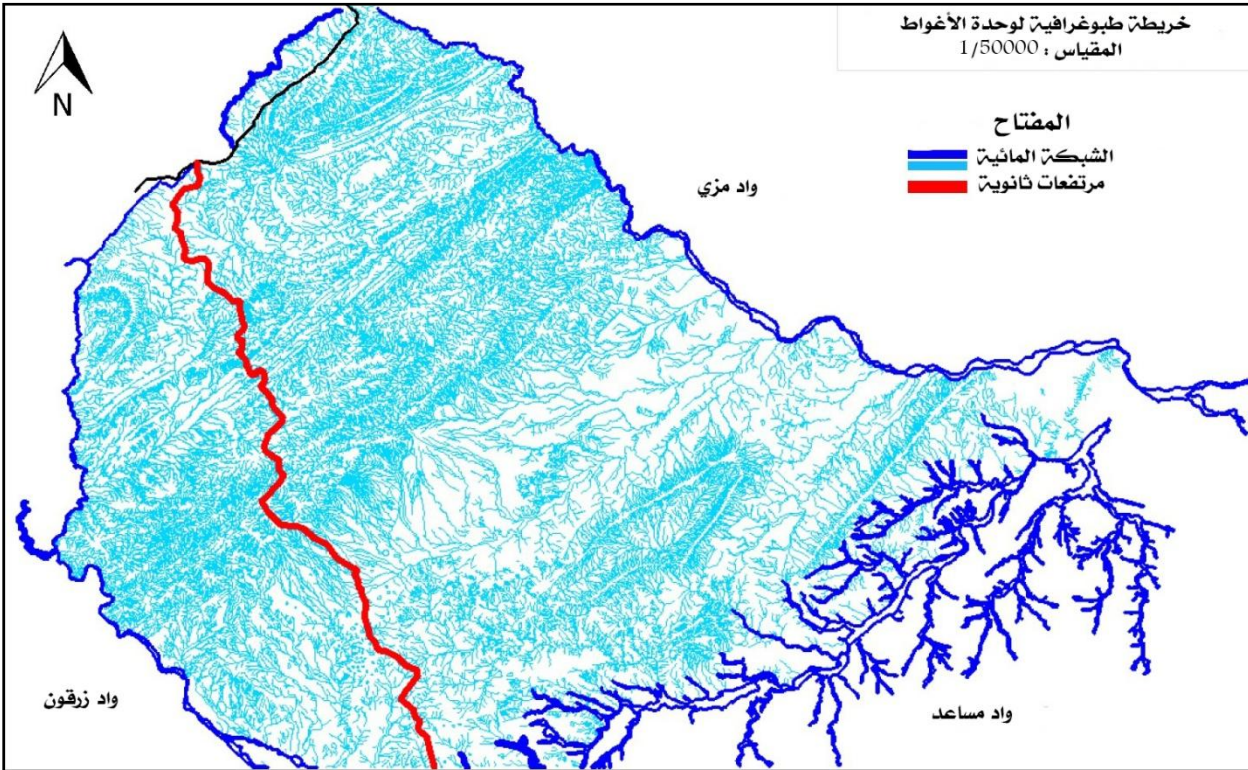 خريطة طبوغرافية لوحدة الأغواط
المقياس : 1/50000
N
المفتاح
الشبكة المائية
مرتفعات ثانوية
واد مزي
واد زرقون
واد مساعد